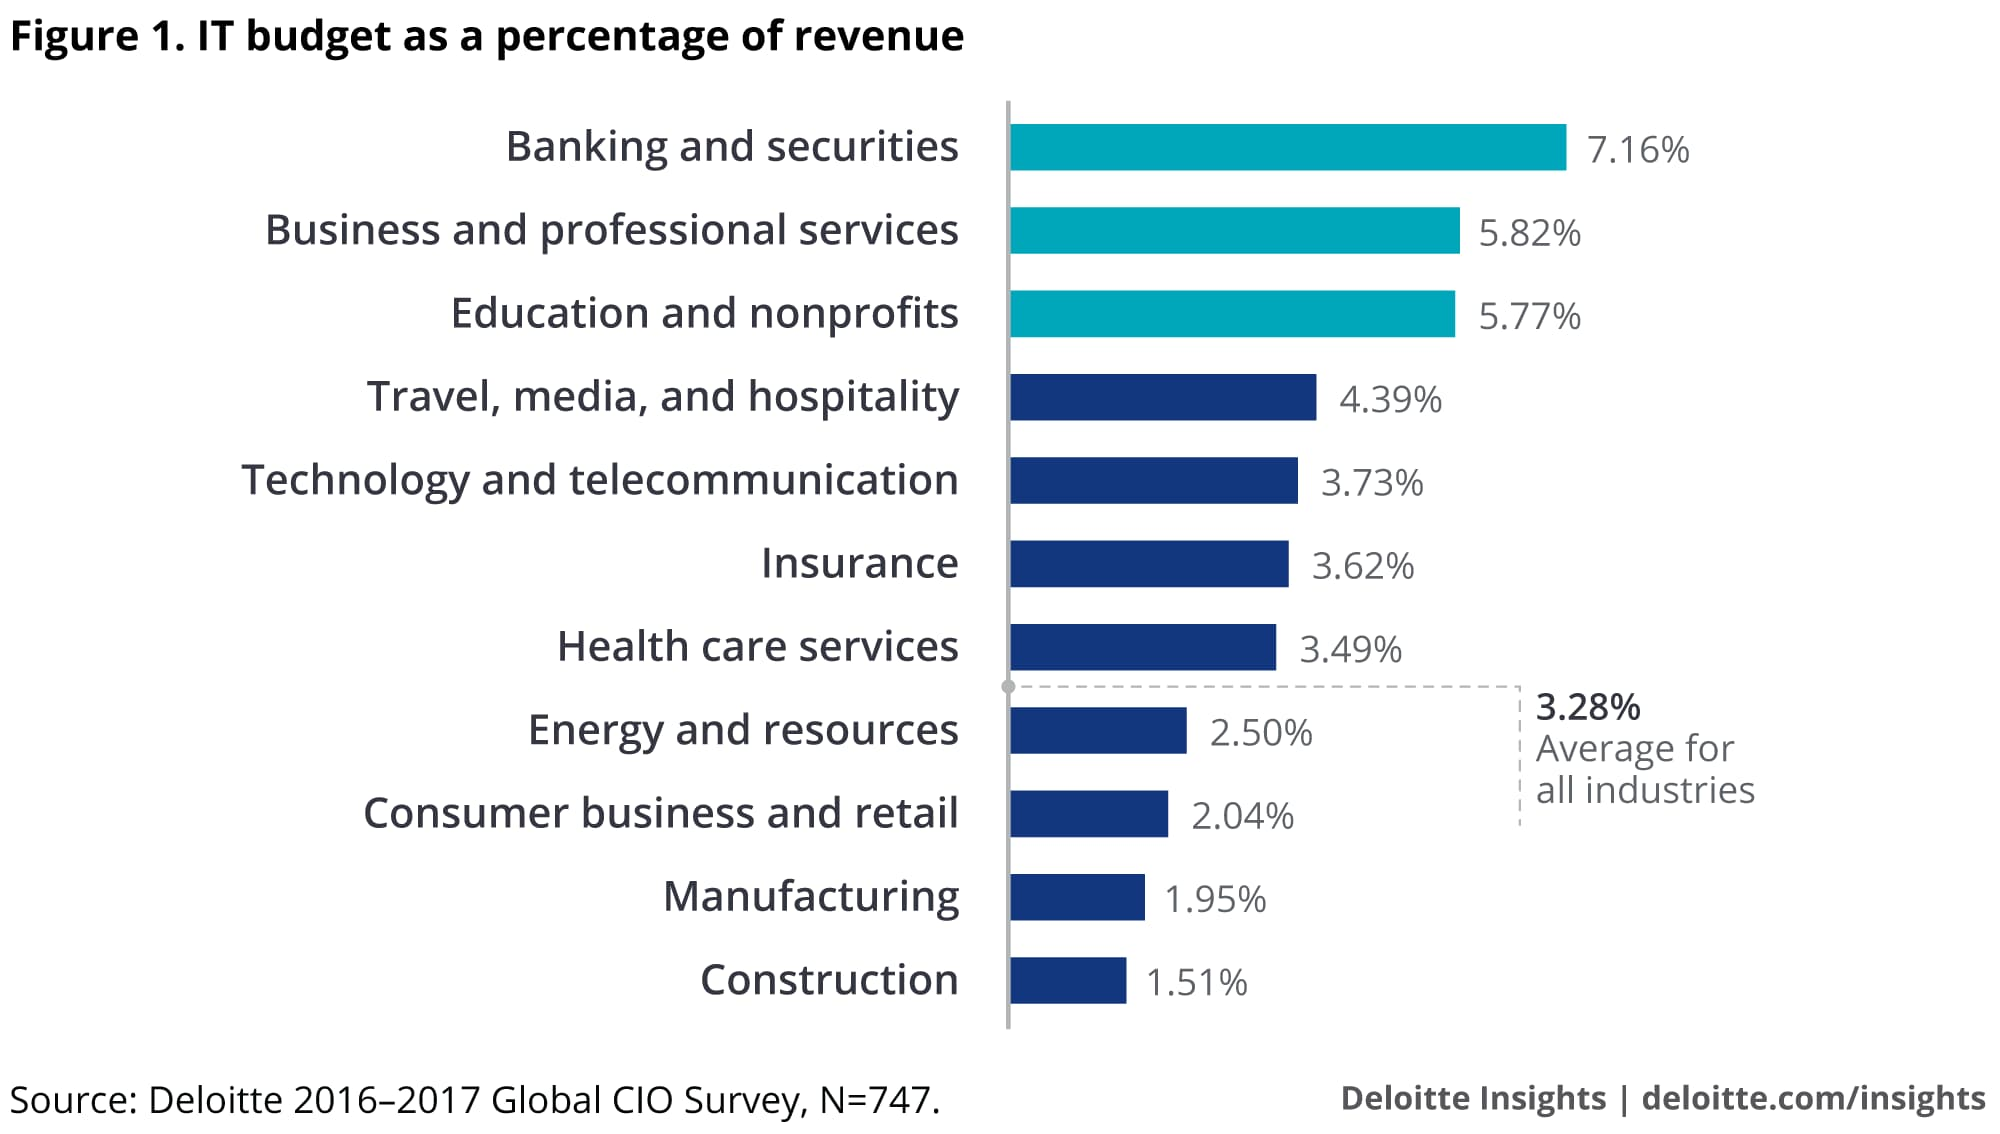 Figure 1. IT budget as a percentage of revenue
Banking and securities 7.16%
Business and professional services 5.82%
Education and nonprofits 5.77%
Travel, media, and hospitality 4.39%
Technology and telecommunication 3.73%
Insurance 3.62%
Health care services 3.49%
Energy and resources 2.50%
Consumer business and retail 2.04%
Manufacturing 1.95%
Construction 1.51%
3.28%
Average for
all industries
Source: Deloitte 2016–2017 Global CIO Survey, N=747.
Deloitte Insights | deloitte.com/insights